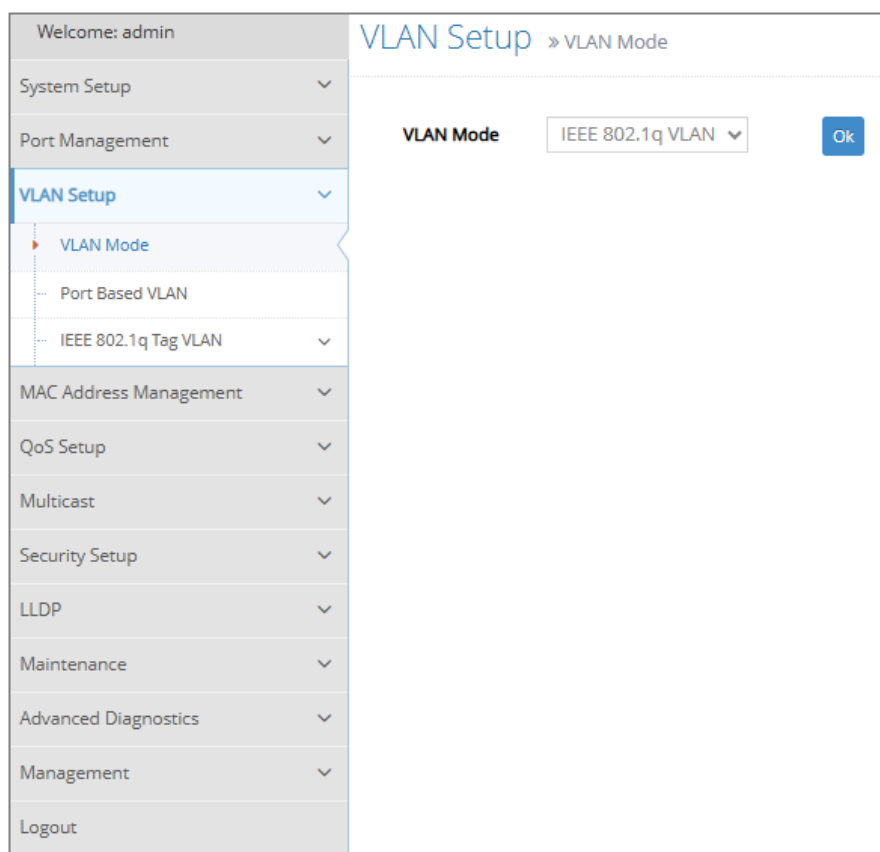 Welcome: admin
System Setup
Port Management
VLAN Setup
VLAN Mode
Port Based VLAN
IEEE 802.1q Tag VLAN
MAC Address Management
QoS Setup
Multicast
Security Setup
LLDP
Maintenance
Advanced Diagnostics
Management
Logout
VLAN Setup » VLAN Mode
VLAN Mode IEEE 802.1q VLAN Ok